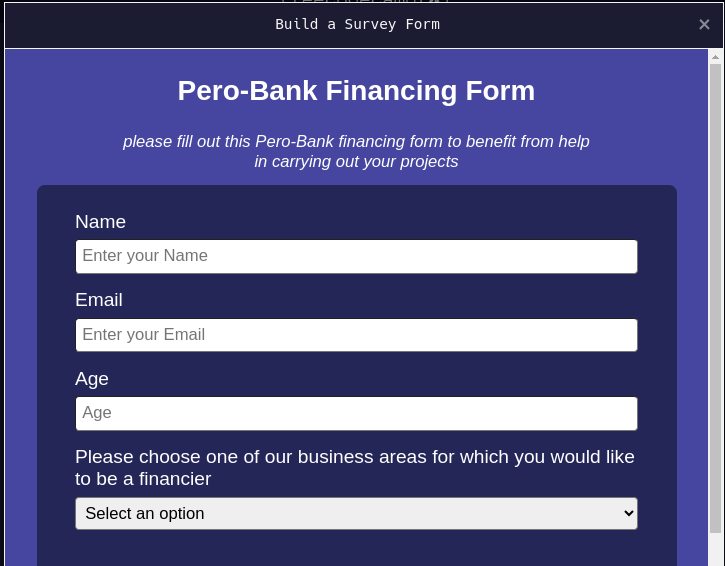 Build a Survey Form
×
Pero-Bank Financing Form
please fill out this Pero-Bank financing form to benefit from help
in carrying out your projects
Name
Enter your Name
Email
Enter your Email
Age
Age
Please choose one of our business areas for which you would like
to be a financier
Select an option